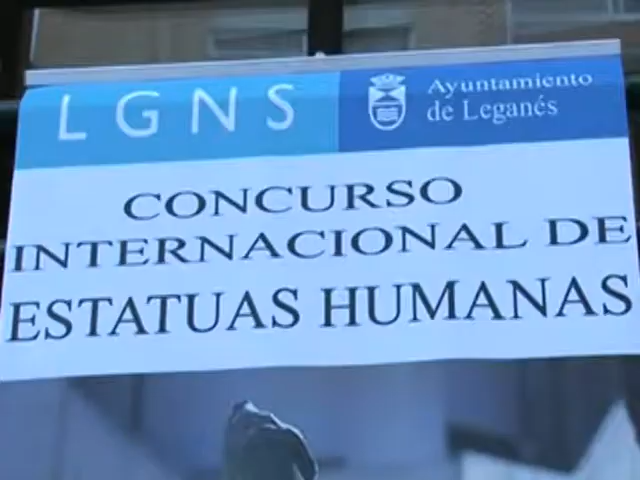 LGNS
Ayuntamiento
de Leganés
CONCURSO
INTERNACIONAL DE
ESTATUAS HUMANAS